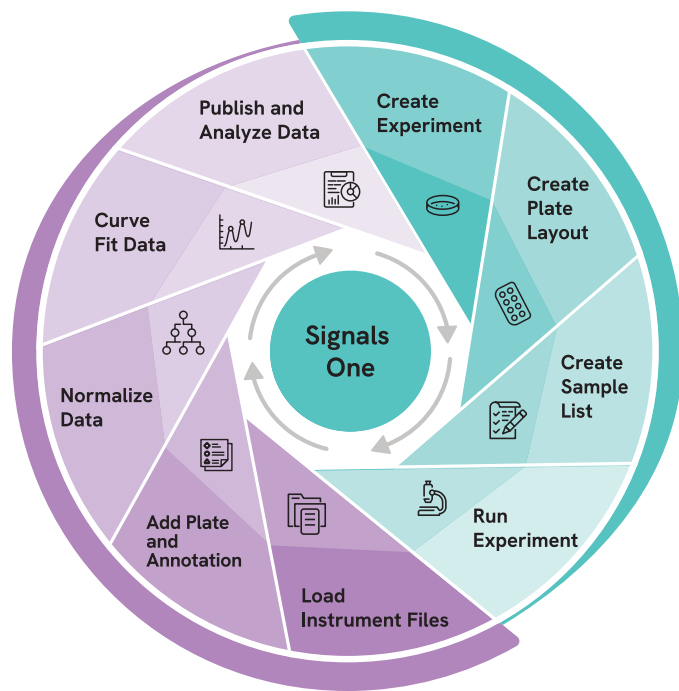 Signals
One
Create
Experiment
Create
Plate
Layout
Create
Sample
List
Run
Experiment
Load
Instrument Files
Add Plate
and
Annotation
Normalize
Data
Curve
Fit Data
Publish and
Analyze Data